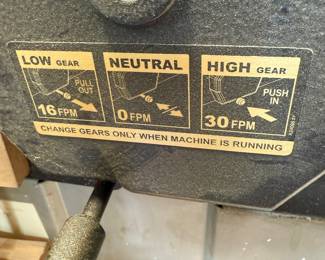 LOW GEAR
PULL
OUT
16 FPM
NEUTRAL
0 FPM
HIGH GEAR
PUSH
IN
30 FPM
CHANGE GEARS ONLY WHEN MACHINE IS RUNNING